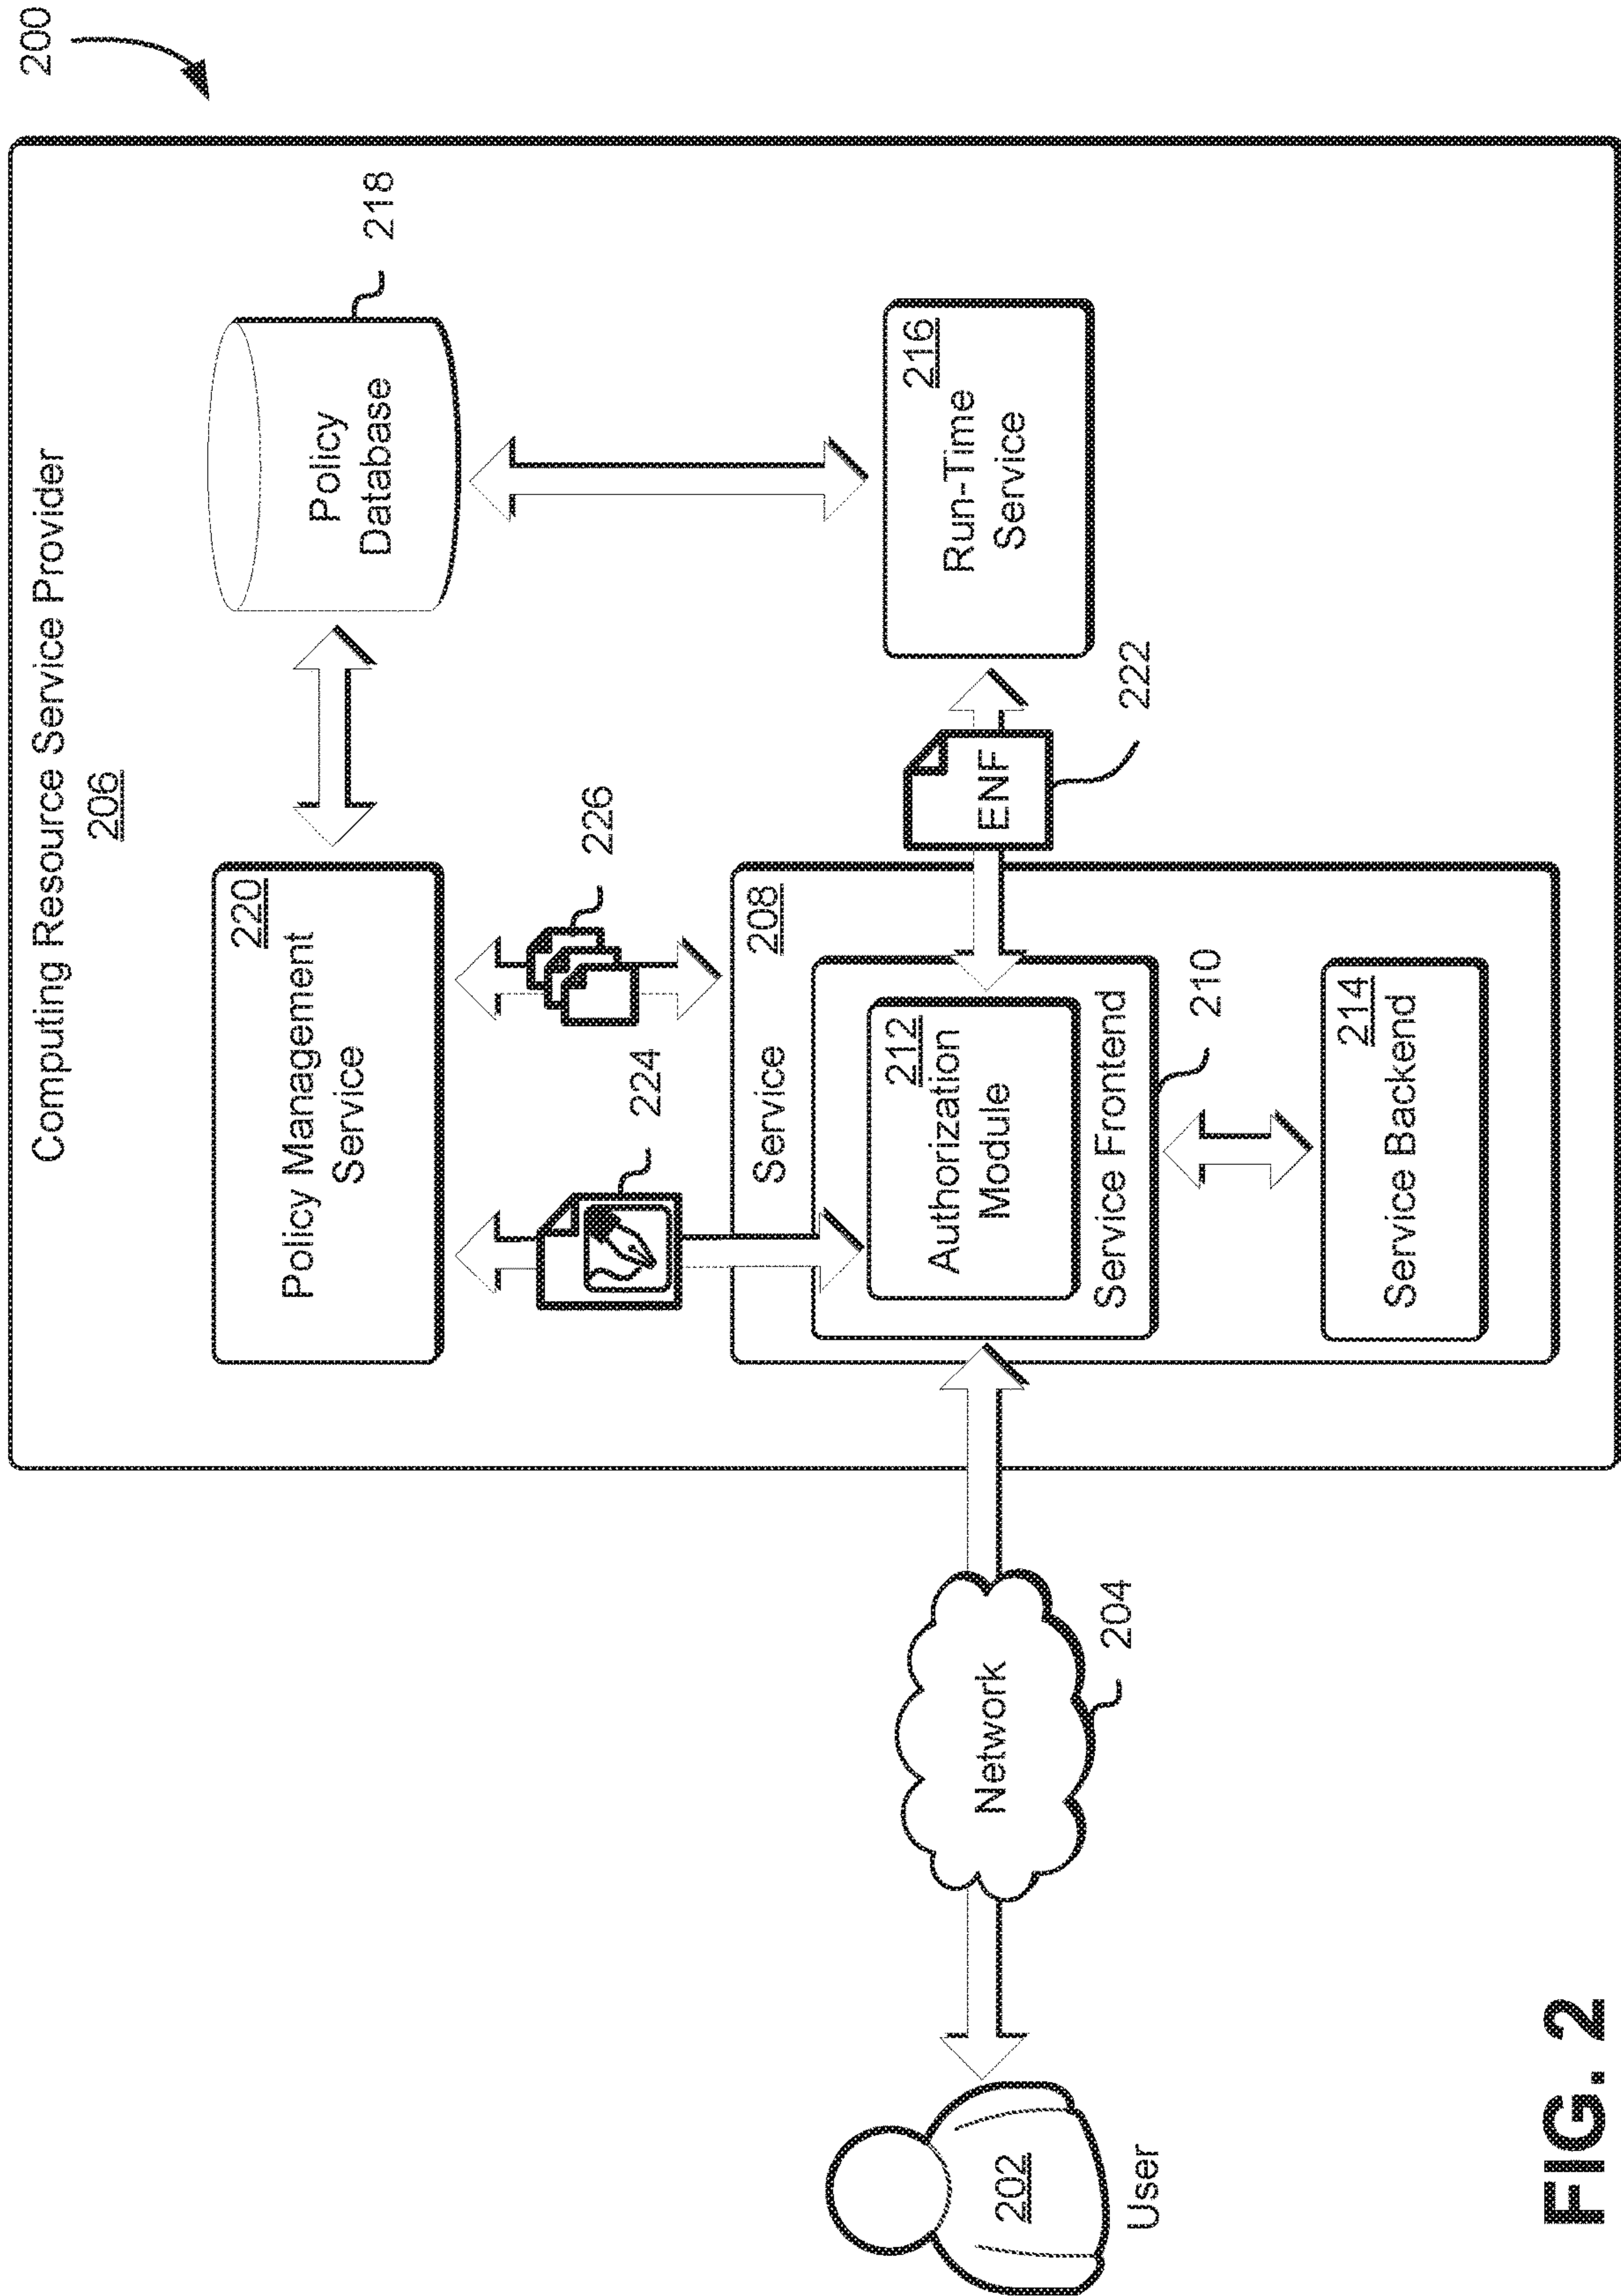 200
Computing Resource Service Provider
206
220
Policy Management
Service
Policy
Database
218
224
226
Service
208
212
Authorization
Module
Service Frontend
210
214
Service Backend
ENF
222
216
Run-Time
Service
Network
204
202
User
FIG. 2